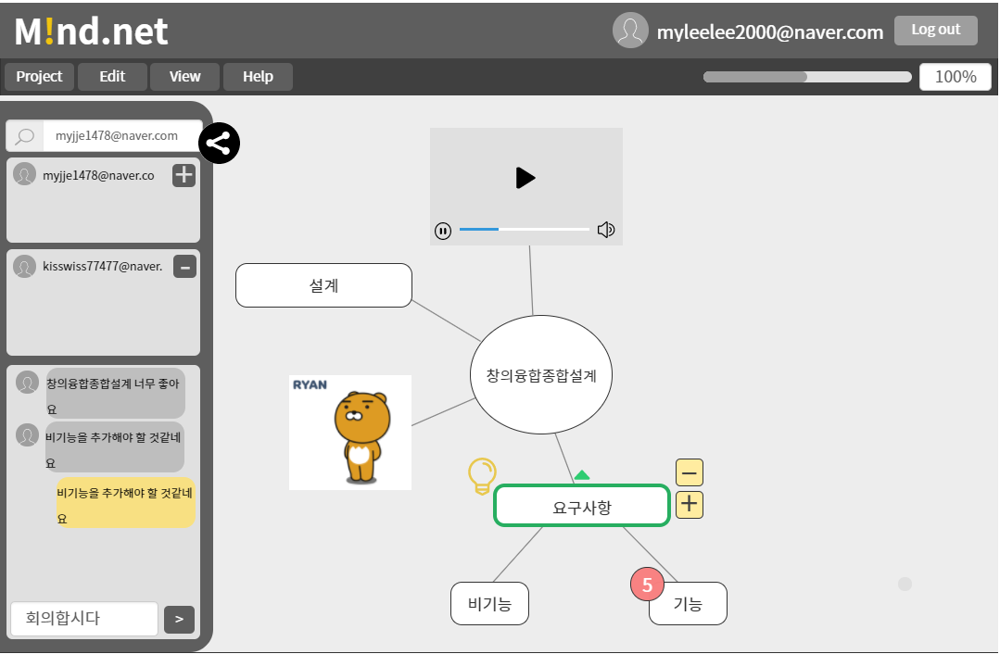 M!nd.net
myleelee2000@naver.com
Log out
Project
Edit
View
Help
100%
myjje1478@naver.com
myjje1478@naver.co
kisswiss77477@naver.
창의융합종합설계 너무 좋아
요
비기능을 추가해야 할 것같네
요
비기능을 추가해야 할 것같네
요
회의합시다
>
설계
창의융합종합설계
RYAN
요구사항
비기능
5
기능